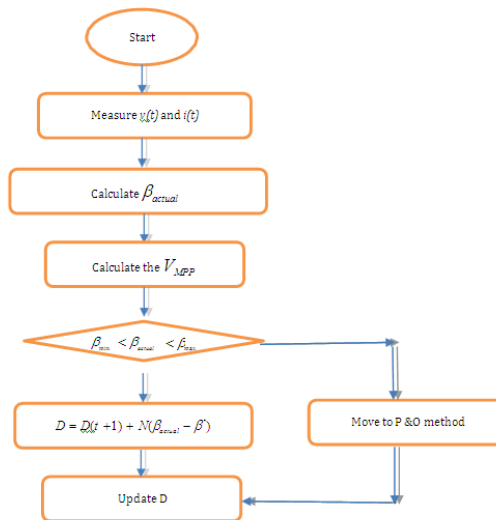 Start
Measure v(t) and i(t)
Calculate β_actual
Calculate the V_MPP
β_min < β_actual < β_max
D = D(t+1) + N(β_actual − β*)
Move to P &O method
Update D